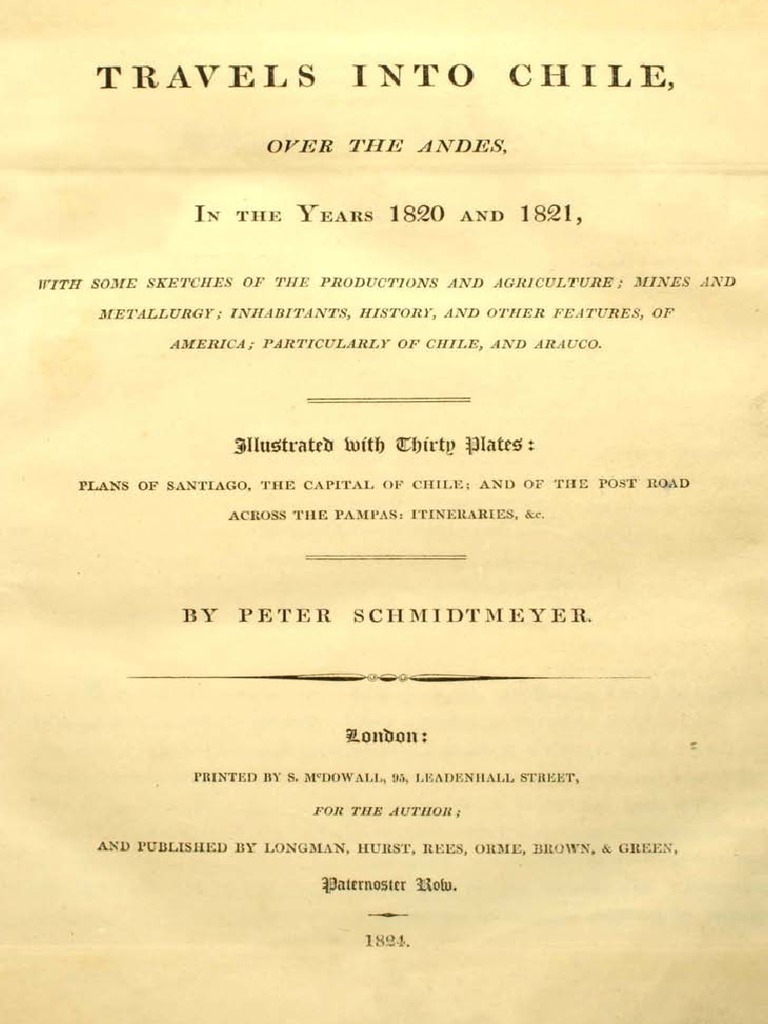 TRAVELS INTO CHILE,
OVER THE ANDES,
IN THE YEARS 1820 AND 1821,
WITH SOME SKETCHES OF THE PRODUCTIONS AND AGRICULTURE; MINES AND
METALLURGY; INHABITANTS, HISTORY, AND OTHER FEATURES, OF
AMERICA; PARTICULARLY OF CHILE, AND ARAUCO.
Illustrated with Thirty Plates:
PLANS OF SANTIAGO, THE CAPITAL OF CHILE; AND OF THE POST ROAD
ACROSS THE PAMPAS: ITINERARIES, &c.
BY PETER SCHMIDTMEYER.
London:
PRINTED BY S. McDOWALL, 95, LEADENHALL STREET,
FOR THE AUTHOR;
AND PUBLISHED BY LONGMAN, HURST, REES, ORME, BROWN, & GREEN,
Paternoster Row.
1824.